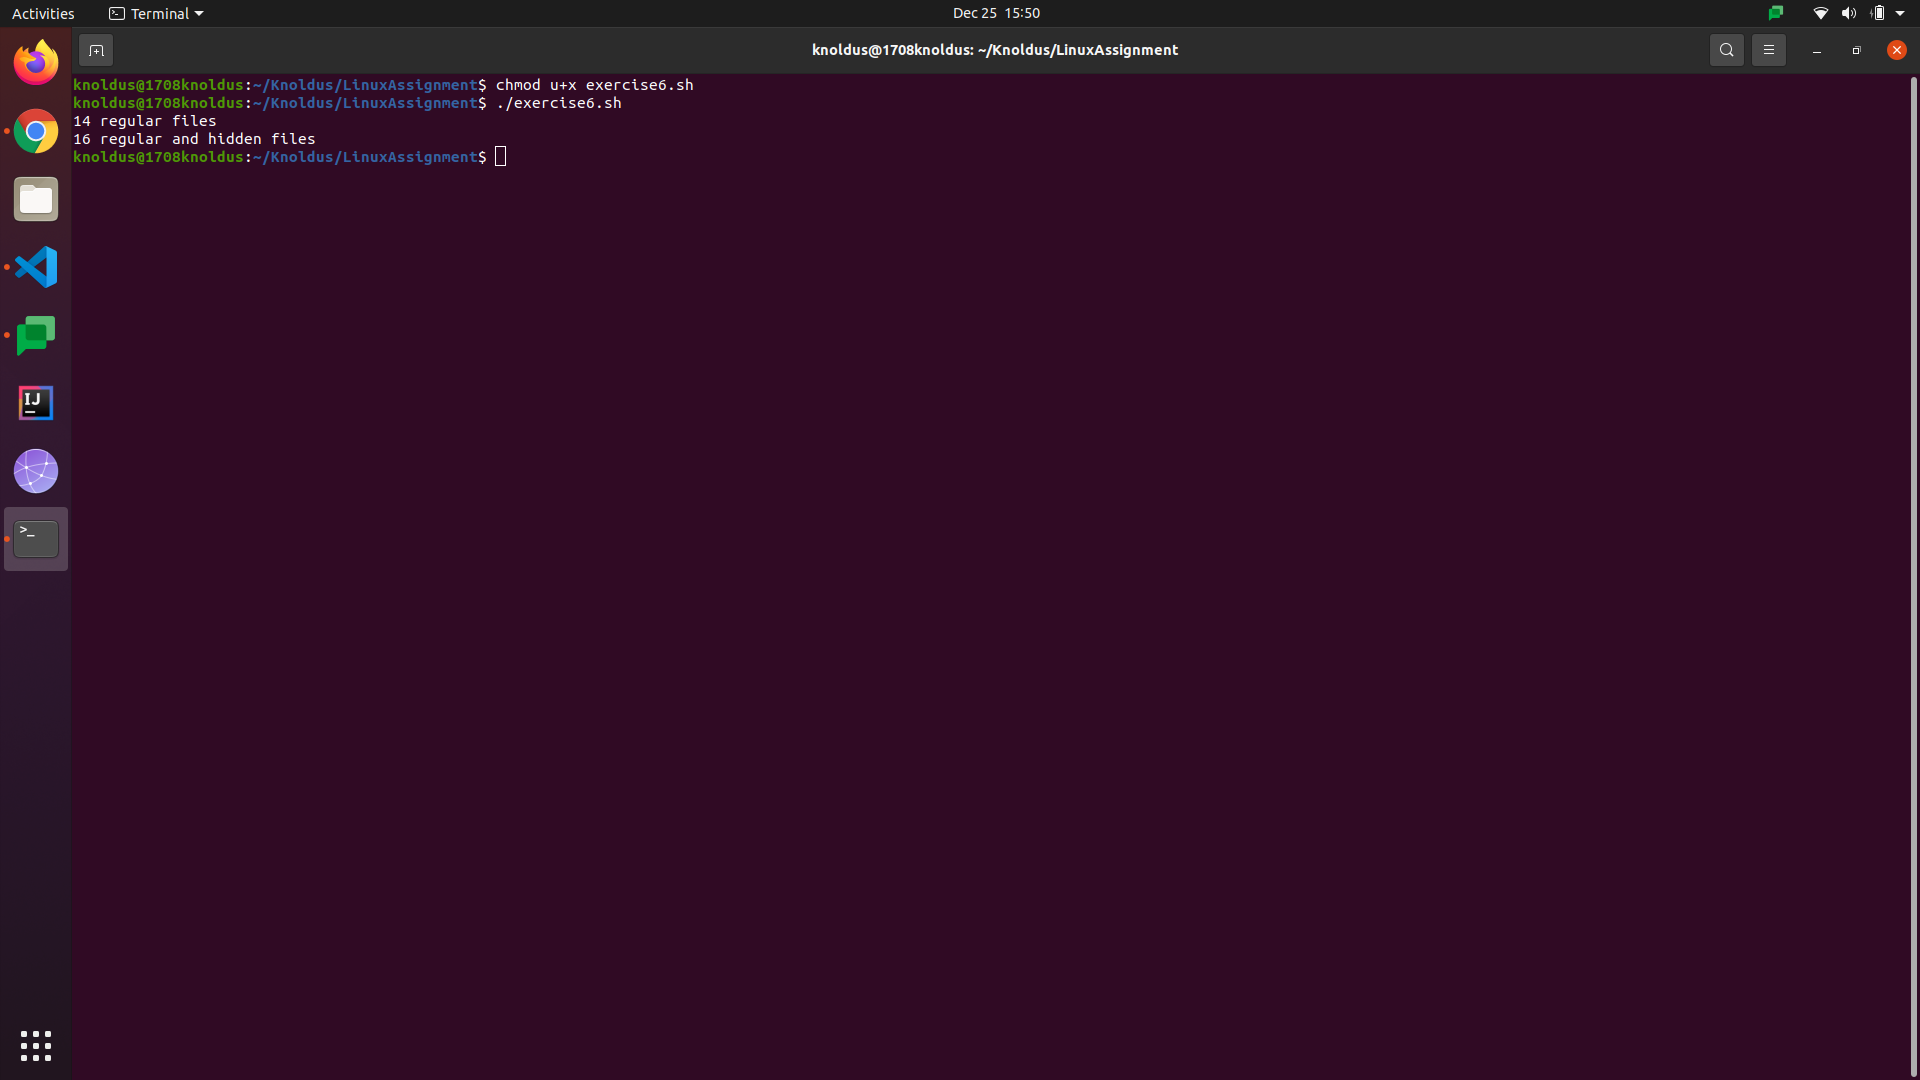 Activities
Terminal
Dec 25 15:50
knoldus@1708knoldus: ~/Knoldus/LinuxAssignment
knoldus@1708knoldus:~/Knoldus/LinuxAssignment$ chmod u+x exercise6.sh
knoldus@1708knoldus:~/Knoldus/LinuxAssignment$ ./exercise6.sh
14 regular files
16 regular and hidden files
knoldus@1708knoldus:~/Knoldus/LinuxAssignment$
IJ
>_